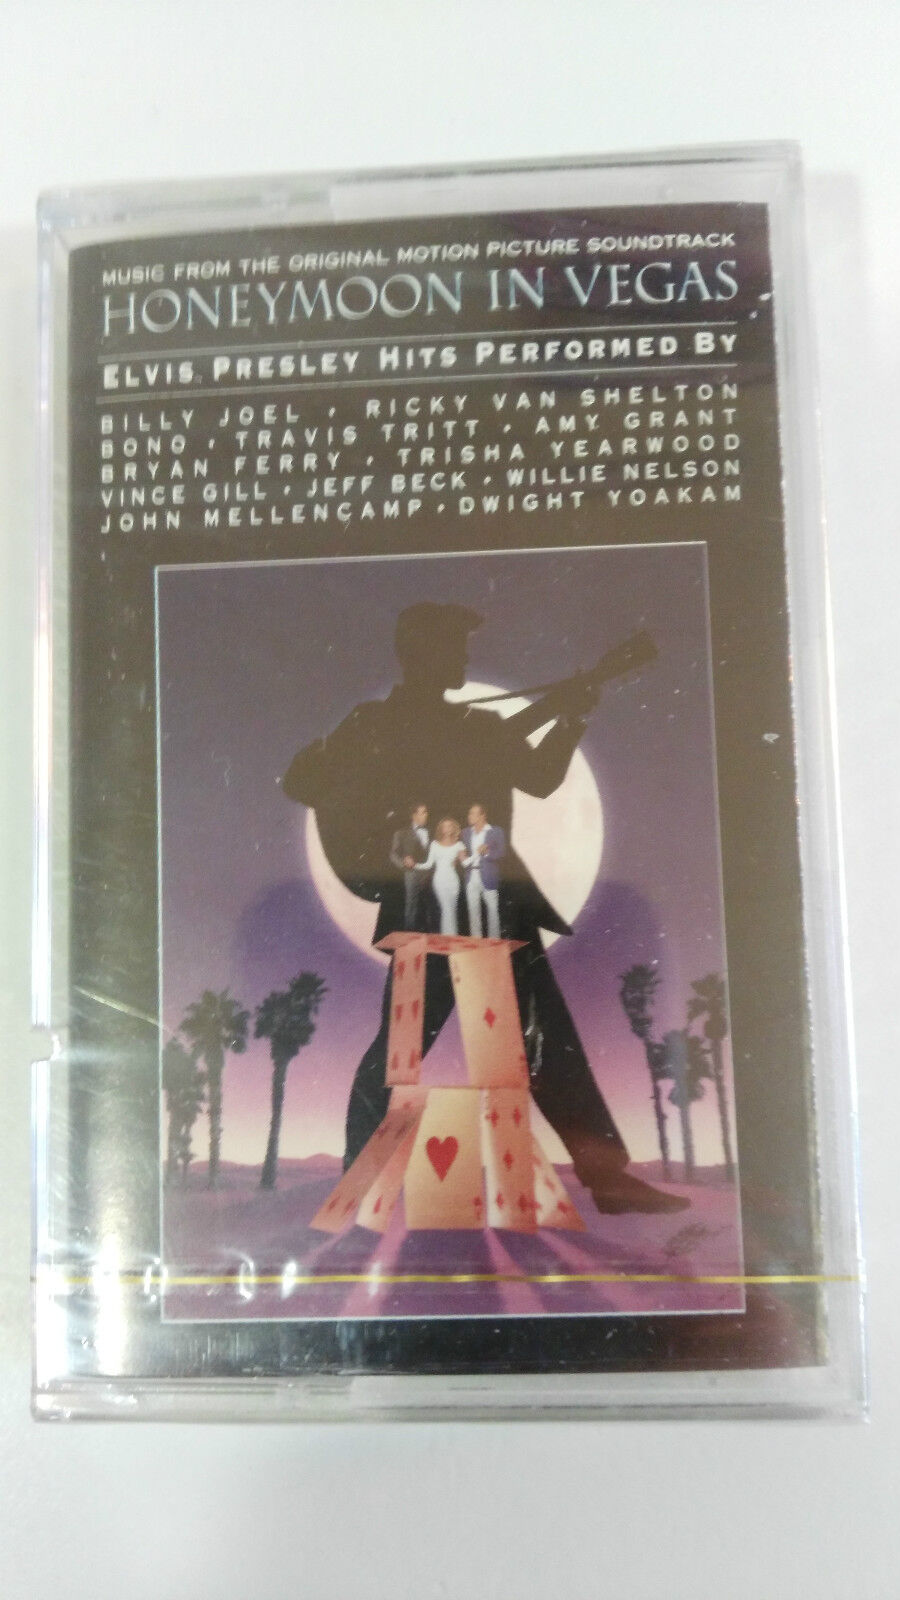 MUSIC FROM THE ORIGINAL MOTION PICTURE SOUNDTRACK
HONEYMOON IN VEGAS
ELVIS PRESLEY HITS PERFORMED BY
BILLY JOEL • RICKY VAN SHELTON
BONO • TRAVIS TRITT • AMY GRANT
BRYAN FERRY • TRISHA YEARWOOD
VINCE GILL • JEFF BECK • WILLIE NELSON
JOHN MELLENCAMP • DWIGHT YOAKAM